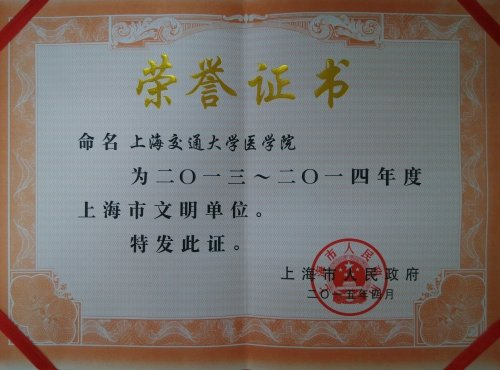 荣誉证书
命名上海交通大学医学院
为二〇一三～二〇一四年度
上海市文明单位。
特发此证。
上海市人民政府
二〇一五年四月